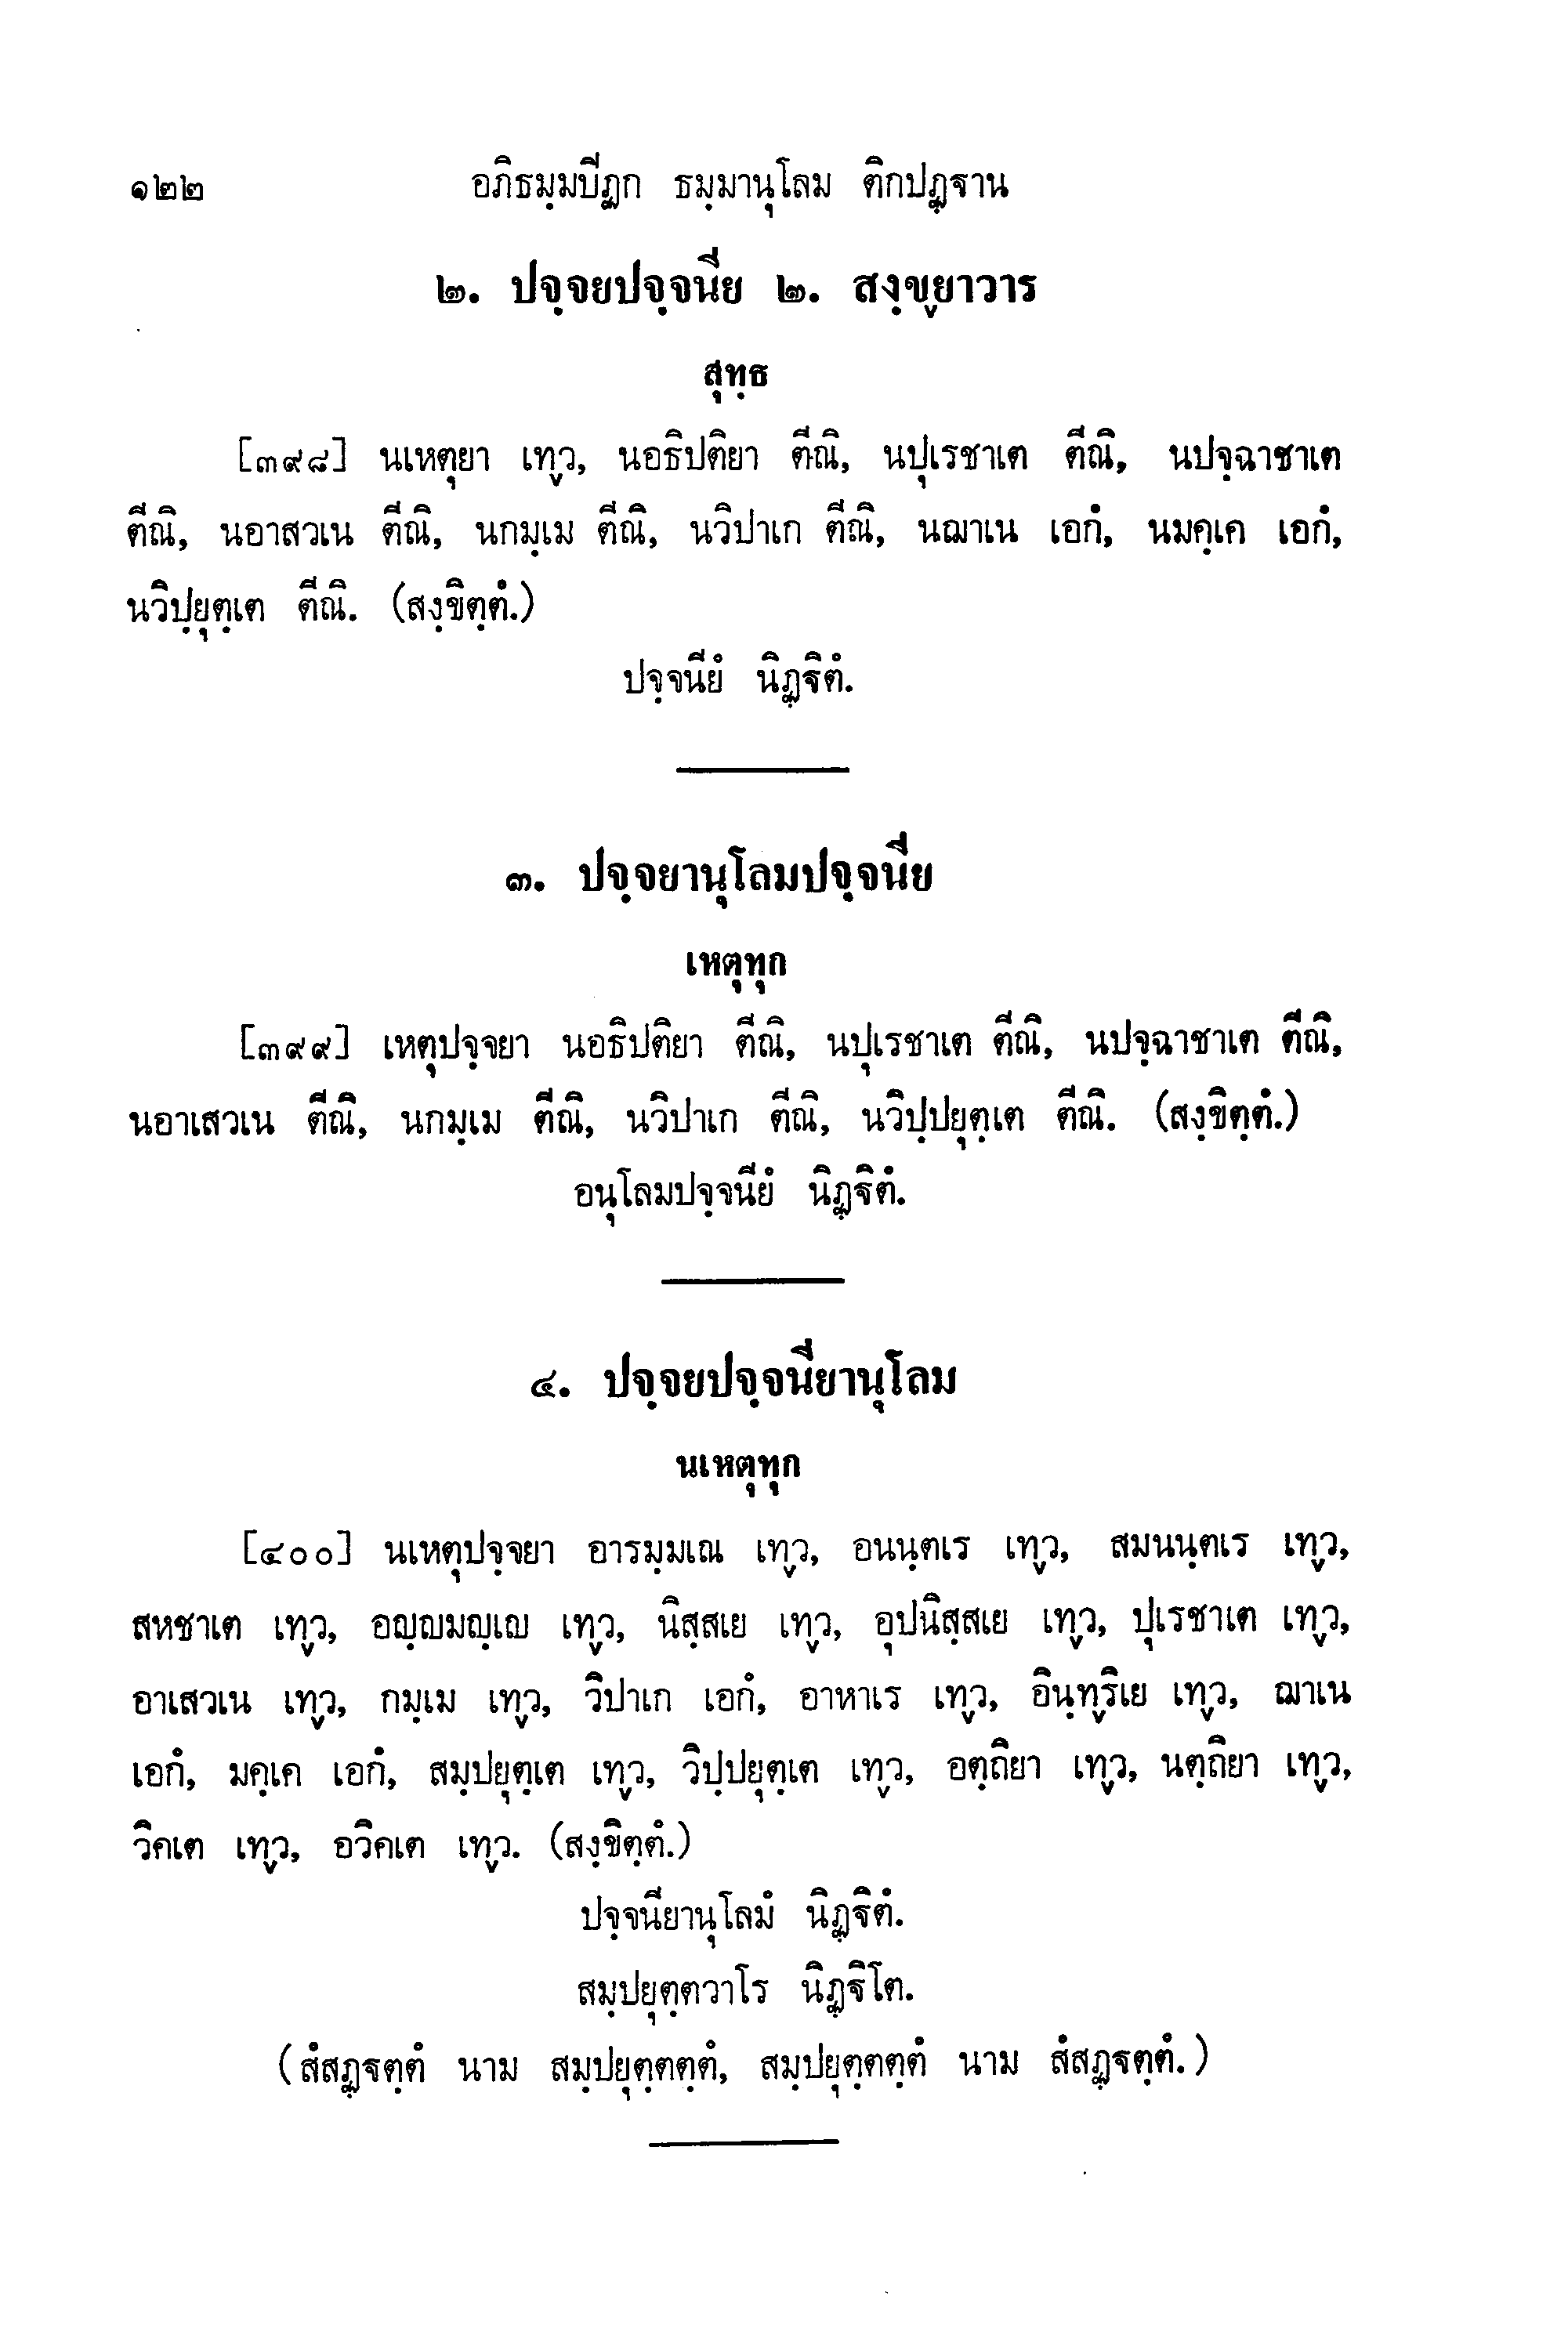 ๑๒๒ อภิธมฺมปิฏก ธมฺมานุโลม ติกปฏฺฐาน
๒. ปจฺจยปจฺจนีย ๒. สงฺขฺยาวาร
สุทฺธ
[๓๙๘] นเหตุยา เทฺว, นอธิปติยา ตีณิ, นปุเรชาเต ตีณิ, นปจฺฉาชาเต
ตีณิ, นอาสวเน ตีณิ, นกมฺเม ตีณิ, นวิปาเก ตีณิ, นฌาเน เอกํ, นมคฺเค เอกํ,
นวิปฺยุตฺเต ตีณิ. (สงฺขิตฺตํ.)
ปจฺจนียํ นิฏฺฐิตํ.
๓. ปจฺจยานุโลมปจฺจนีย
เหตุทุก
[๓๙๙] เหตุปจฺจยา นอธิปติยา ตีณิ, นปุเรชาเต ตีณิ, นปจฺฉาชาเต ตีณิ,
นอาเสวเน ตีณิ, นกมฺเม ตีณิ, นวิปาเก ตีณิ, นวิปฺปยุตฺเต ตีณิ. (สงฺขิตฺตํ.)
อนุโลมปจฺจนียํ นิฏฺฐิตํ.
๔. ปจฺจยปจฺจนียานุโลม
นเหตุทุก
[๔๐๐] นเหตุปจฺจยา อารมฺมเณ เทฺว, อนนฺตเร เทฺว, สมนนฺตเร เทฺว,
สหชาเต เทฺว, อญฺญมญฺเญ เทฺว, นิสฺสเย เทฺว, อุปนิสฺสเย เทฺว, ปุเรชาเต เทฺว,
อาเสวเน เทฺว, กมฺเม เทฺว, วิปาเก เอกํ, อาหาเร เทฺว, อินฺทฺริเย เทฺว, ฌาเน
เอกํ, มคฺเค เอกํ, สมฺปยุตฺเต เทฺว, วิปฺปยุตฺเต เทฺว, อตฺถิยา เทฺว, นตฺถิยา เทฺว,
วิคเต เทฺว, อวิคเต เทฺว. (สงฺขิตฺตํ.)
ปจฺจนียานุโลมํ นิฏฺฐิตํ.
สมฺปยุตฺตวาโร นิฏฺฐิโต.
(สํสฏฺฐตฺตํ นาม สมฺปยุตฺตตฺตํ, สมฺปยุตฺตตฺตํ นาม สํสฏฺฐตฺตํ.)